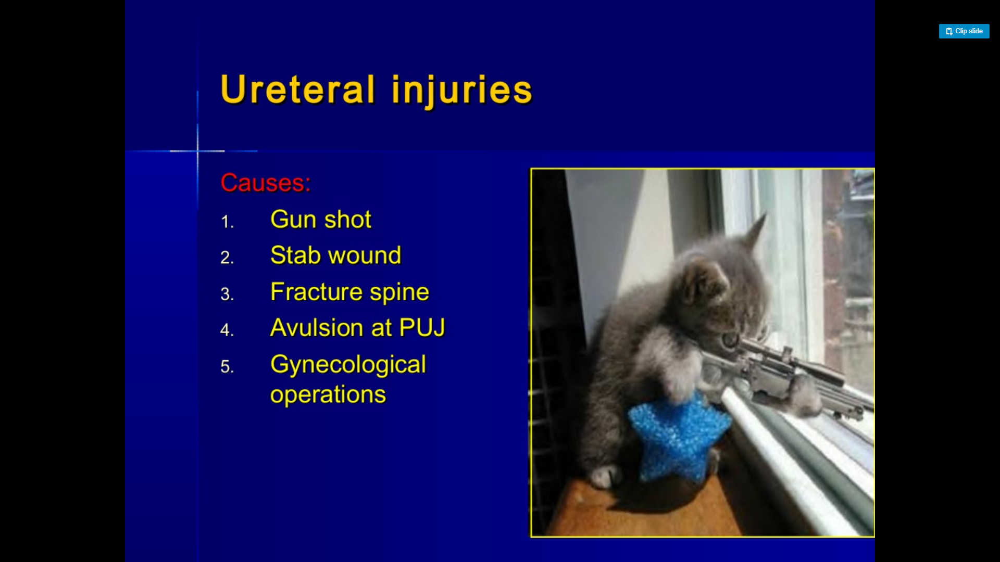 Clip slide
Ureteral injuries
Causes:
1. Gun shot
2. Stab wound
3. Fracture spine
4. Avulsion at PUJ
5. Gynecological
operations